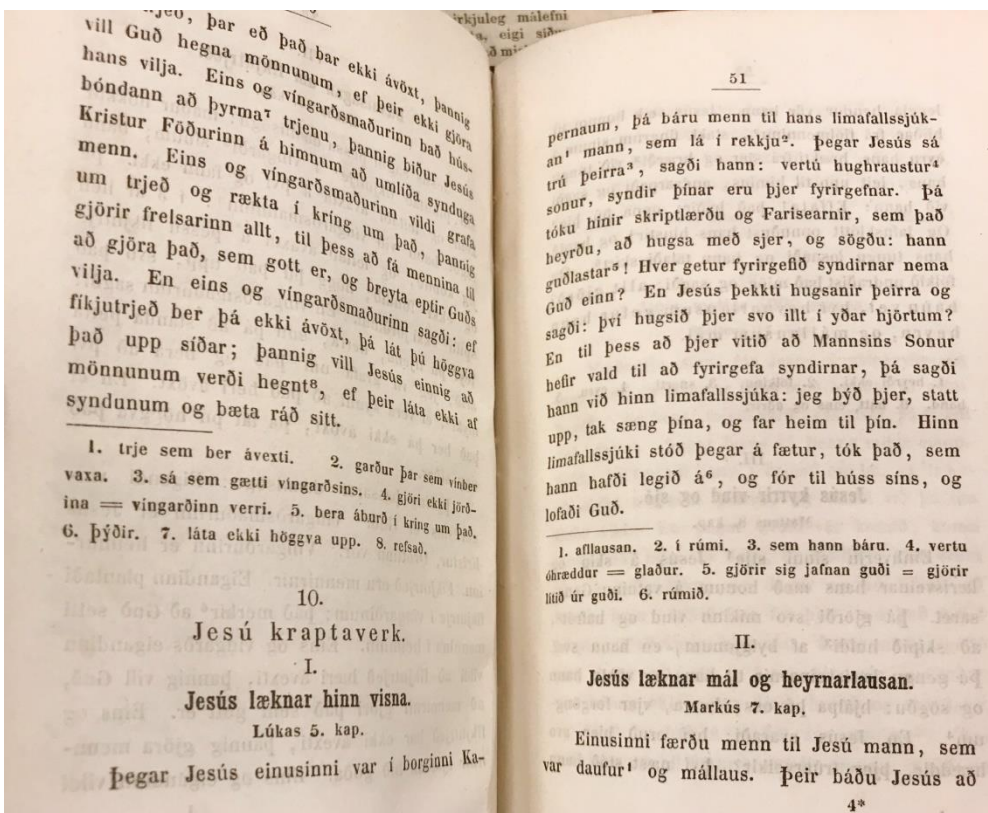 þar eð það bar ekki ávöxt, þannig
vill Guð hegna mönnunum, ef þeir ekki gjöra
hans vilja. Eins og víngarðsmaðurinn bað hús-
bóndann að þyrma⁷ trjenu, þannig biður Jesús
Kristur Föðurinn á himnum að umlíða synduga
menn. Eins og víngarðsmaðurinn vildi grafa
um trjeð og rækta í kríng um það, þannig
gjörir frelsarinn allt, til þess að fá mennina til
að gjöra það, sem gott er, og breyta eptir Guðs
vilja. En eins og víngarðsmaðurinn sagði: ef
fíkjutrjeð ber þá ekki ávöxt, þá lát þú höggva
það upp síðar; þannig vill Jesús einnig að
mönnunum verði hegnt⁸, ef þeir láta ekki af
syndunum og bæta ráð sitt.
1. trje sem ber ávexti. 2. garður þar sem vínber
vaxa. 3. sá sem gætti víngarðsins. 4. gjöri ekki jörð-
ina = víngarðinn verri. 5. bera áburð í kring um það.
6. þýðir. 7. láta ekki höggva upp. 8. refsað.
10.
Jesú kraptaverk.
I.
Jesús læknar hinn visna.
Lúkas 5. kap.
Þegar Jesús einusinni var í borginni Ka-
kjuleg málefni
eigi
51
pernaum, þá báru menn til hans limafallssjúk-
an¹ mann, sem lá í rekkju². Þegar Jesús sá
trú þeirra³, sagði hann: vertú hughraustur⁴
sonur, syndir þínar eru þjer fyrirgefnar. Þá
tóku hinir skriptlærðu og Farisearnir, sem það
heyrðu, að hugsa með sjer, og sögðu: hann
guðlastar⁵! Hver getur fyrirgefið syndirnar nema
Guð einn? En Jesús þekkti hugsanir þeirra og
sagði: því hugsið þjer svo illt í yðar hjörtum?
En til þess að þjer vitið að Mannsins Sonur
hefir vald til að fyrirgefa syndirnar, þá sagði
hann við hinn limafallssjúka: jeg býð þjer, statt
upp, tak sæng þína, og far heim til þín. Hinn
limafallssjúki stóð þegar á fætur, tók það, sem
hann hafði legið á⁶, og fór til húss síns, og
lofaði Guð.
1. afllausan. 2. í rúmi. 3. sem hann báru. 4. vertu
óhræddur = glaður. 5. gjörir sig jafnan guði = gjörir
lítið úr guði. 6. rúmið.
II.
Jesús læknar mál og heyrnarlausan.
Markús 7. kap.
Einusinni færðu menn til Jesú mann, sem
var daufur¹ og mállaus. Þeir báðu Jesús að
4*